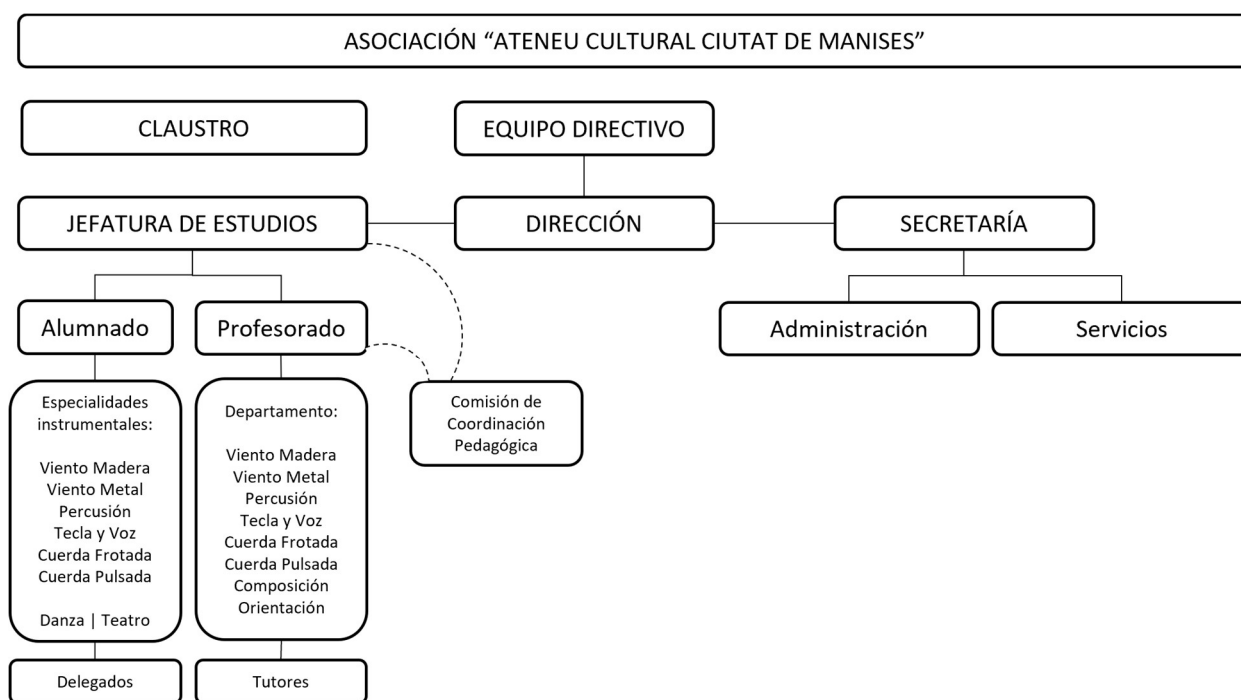 ASOCIACIÓN “ATENEU CULTURAL CIUTAT DE MANISES”
CLAUSTRO
EQUIPO DIRECTIVO
JEFATURA DE ESTUDIOS
DIRECCIÓN
SECRETARÍA
Alumnado
Profesorado
Administración
Servicios
Especialidades
instrumentales:
Viento Madera
Viento Metal
Percusión
Tecla y Voz
Cuerda Frotada
Cuerda Pulsada
Danza | Teatro
Departamento:
Viento Madera
Viento Metal
Percusión
Tecla y Voz
Cuerda Frotada
Cuerda Pulsada
Composición
Orientación
Comisión de
Coordinación
Pedagógica
Delegados
Tutores